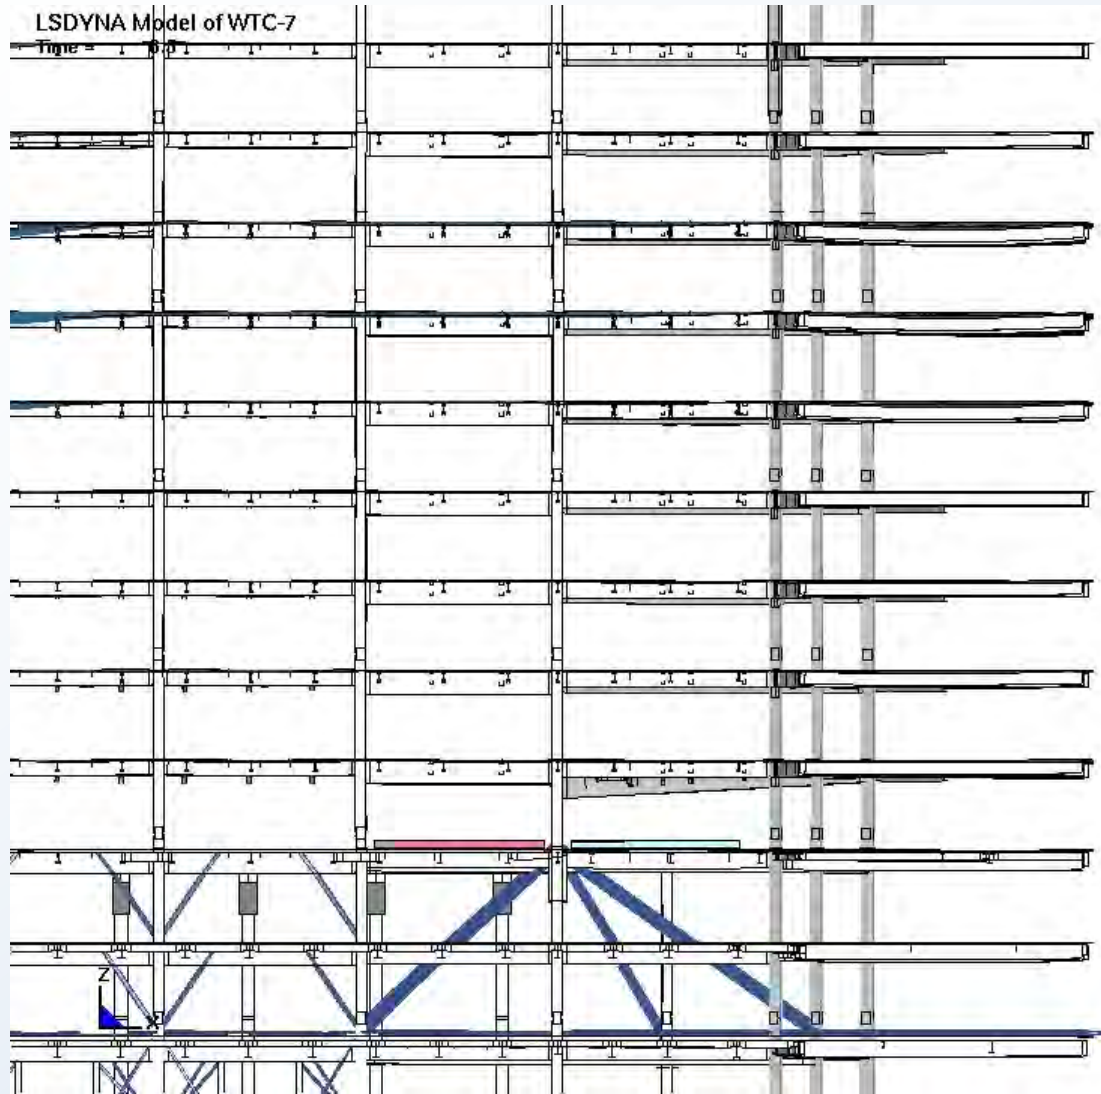 LSDYNA Model of WTC-7
Time =
Z
X